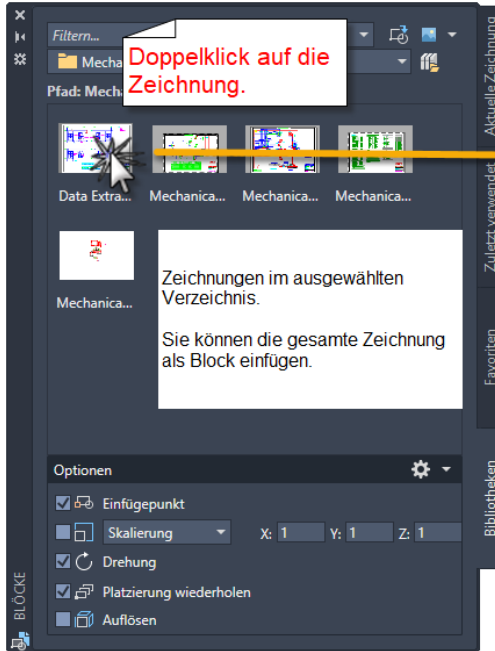 Filtern...
Doppelklick auf die
Zeichnung.
Mecha
Pfad: Mech
Data Extra...
Mechanica...
Mechanica...
Mechanica...
Mechanica...
Zeichnungen im ausgewählten
Verzeichnis.
Sie können die gesamte Zeichnung
als Block einfügen.
Optionen
Einfügepunkt
Skalierung X: 1 Y: 1 Z: 1
Drehung
Platzierung wiederholen
Auflösen
BLÖCKE
Aktuelle Zeichnung
Zuletzt verwendet
Favoriten
Bibliotheken